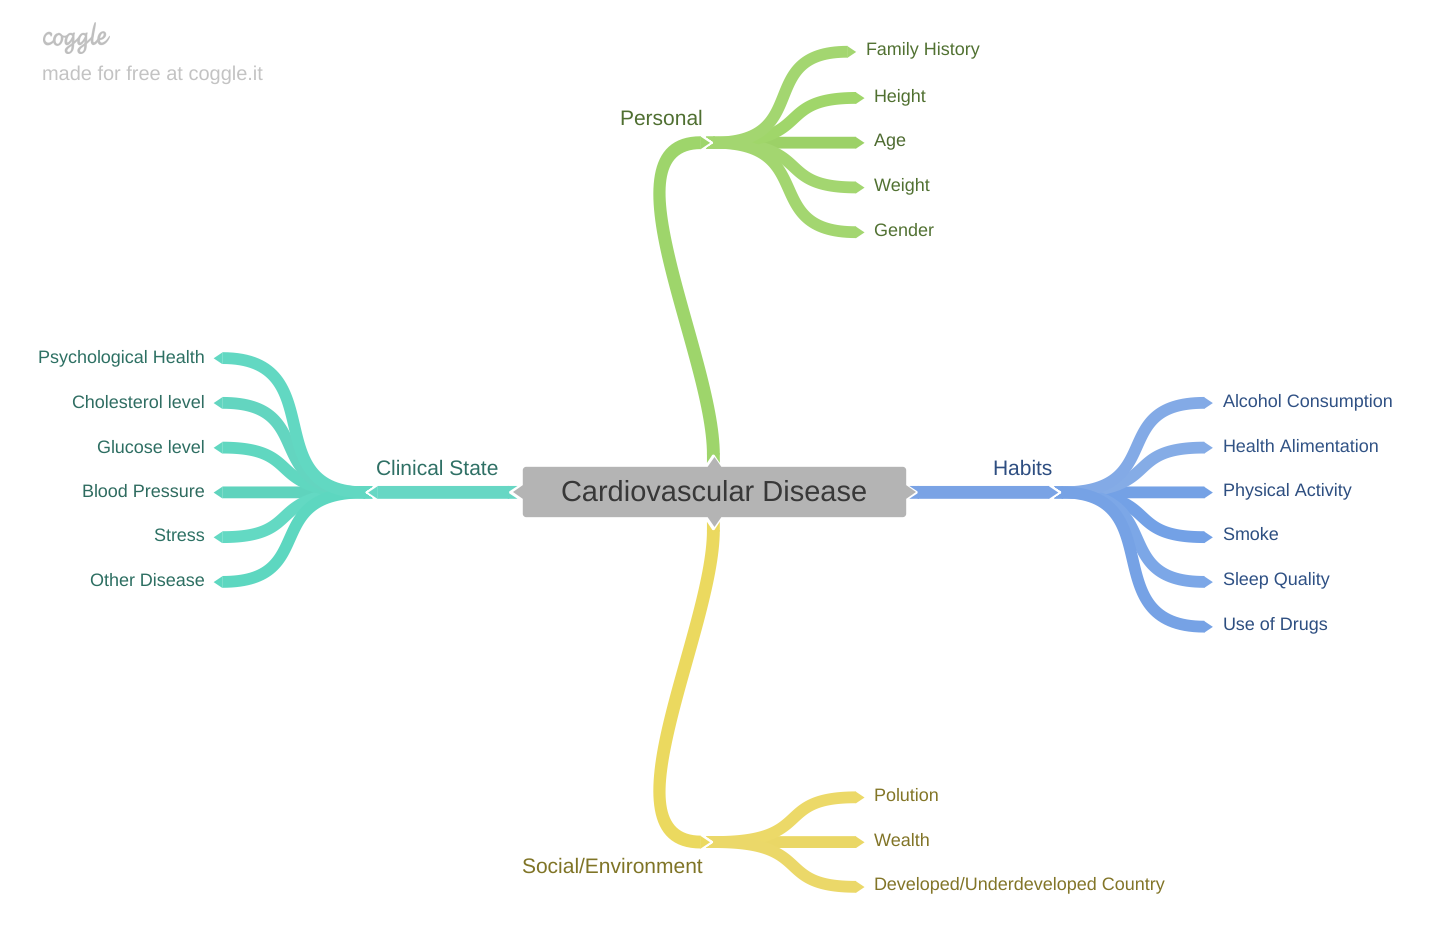 coggle
made for free at coggle.it
Personal
Family History
Height
Age
Weight
Gender
Clinical State
Psychological Health
Cholesterol level
Glucose level
Blood Pressure
Stress
Other Disease
Cardiovascular Disease
Habits
Alcohol Consumption
Health Alimentation
Physical Activity
Smoke
Sleep Quality
Use of Drugs
Social/Environment
Polution
Wealth
Developed/Underdeveloped Country